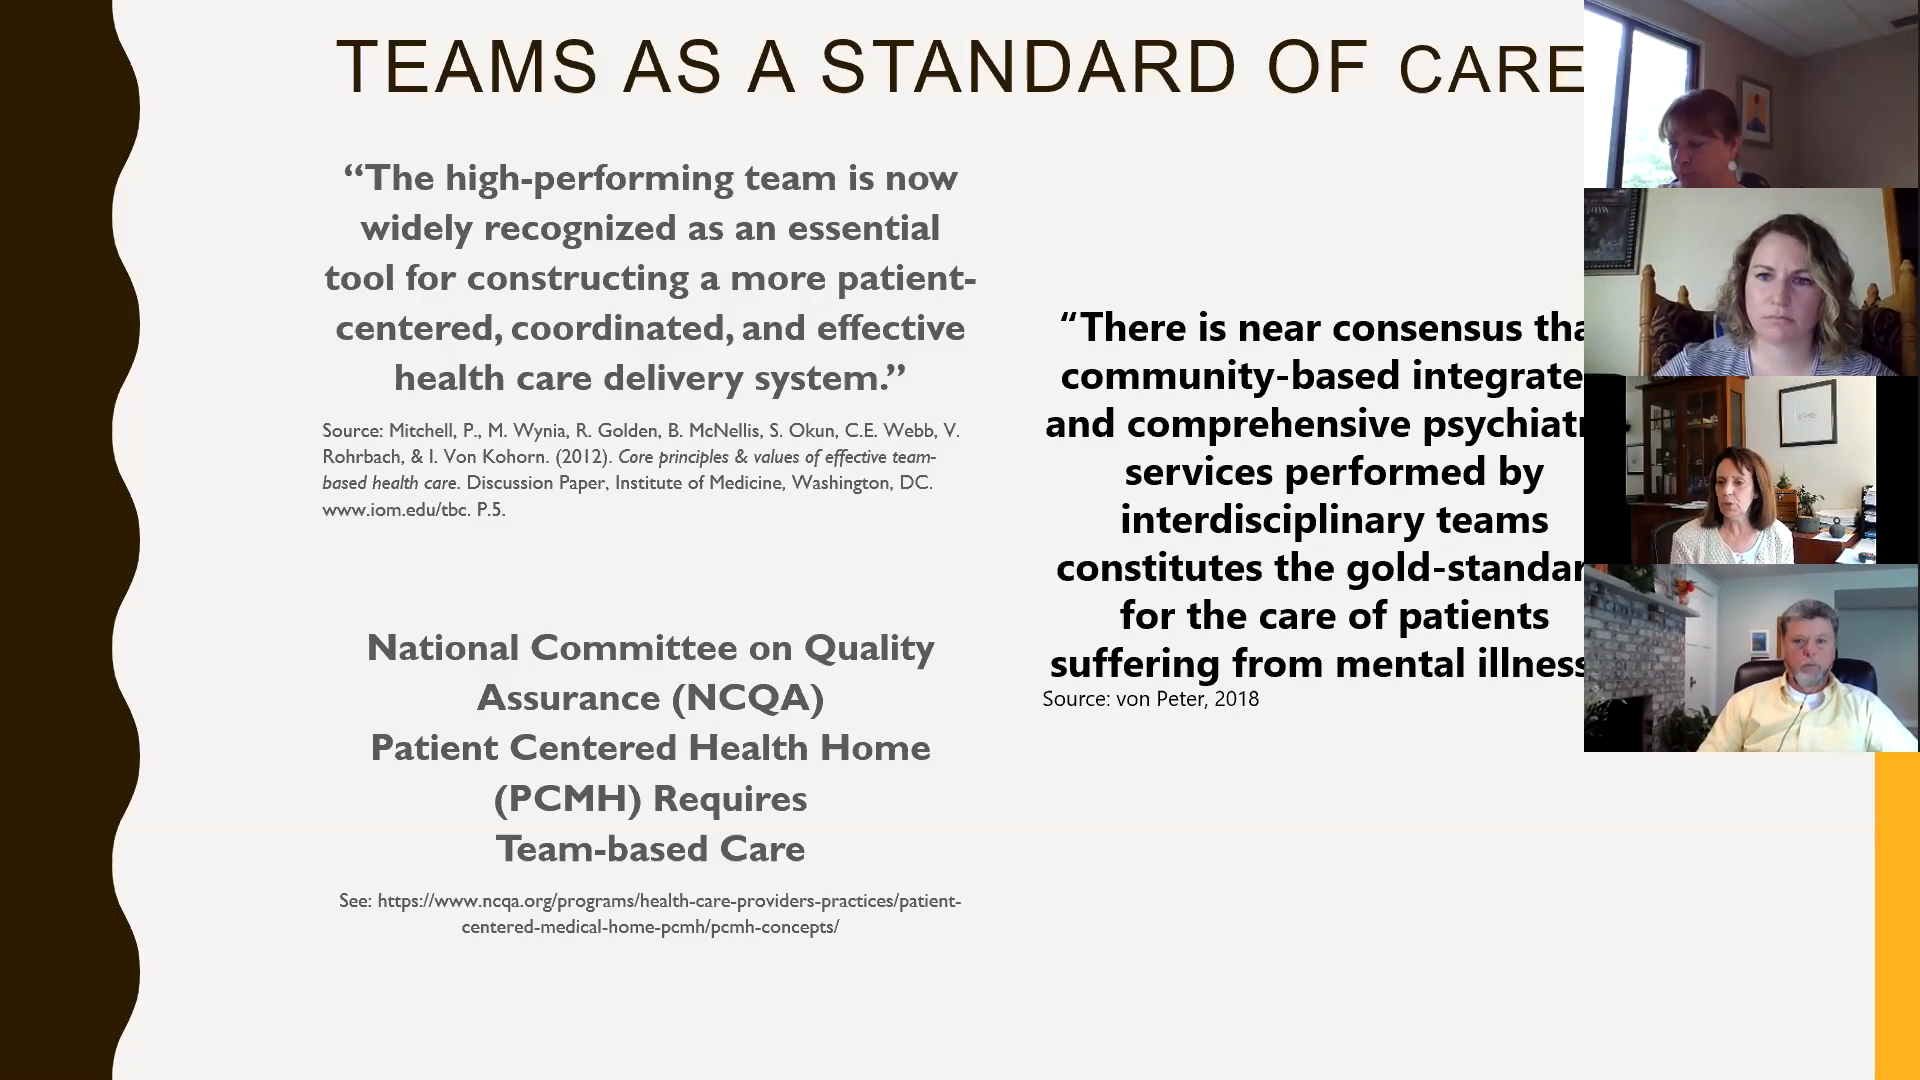 TEAMS AS A STANDARD OF CARE
“The high-performing team is now
widely recognized as an essential
tool for constructing a more patient-
centered, coordinated, and effective
health care delivery system.”
Source: Mitchell, P., M. Wynia, R. Golden, B. McNellis, S. Okun, C.E. Webb, V.
Rohrbach, & I. Von Kohorn. (2012). Core principles & values of effective team-
based health care. Discussion Paper, Institute of Medicine, Washington, DC.
www.iom.edu/tbc. P.5.
National Committee on Quality
Assurance (NCQA)
Patient Centered Health Home
(PCMH) Requires
Team-based Care
See: https://www.ncqa.org/programs/health-care-providers-practices/patient-
centered-medical-home-pcmh/pcmh-concepts/
“There is near consensus tha
community-based integrate
and comprehensive psychiat
services performed by
interdisciplinary teams
constitutes the gold-standar
for the care of patients
suffering from mental illness
Source: von Peter, 2018